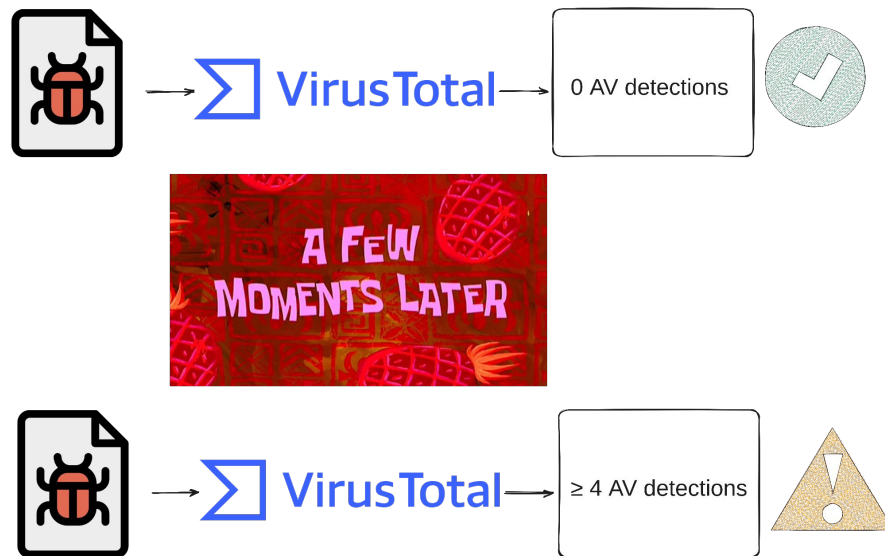 VirusTotal
0 AV detections
A FEW
MOMENTS LATER
VirusTotal
≥ 4 AV detections